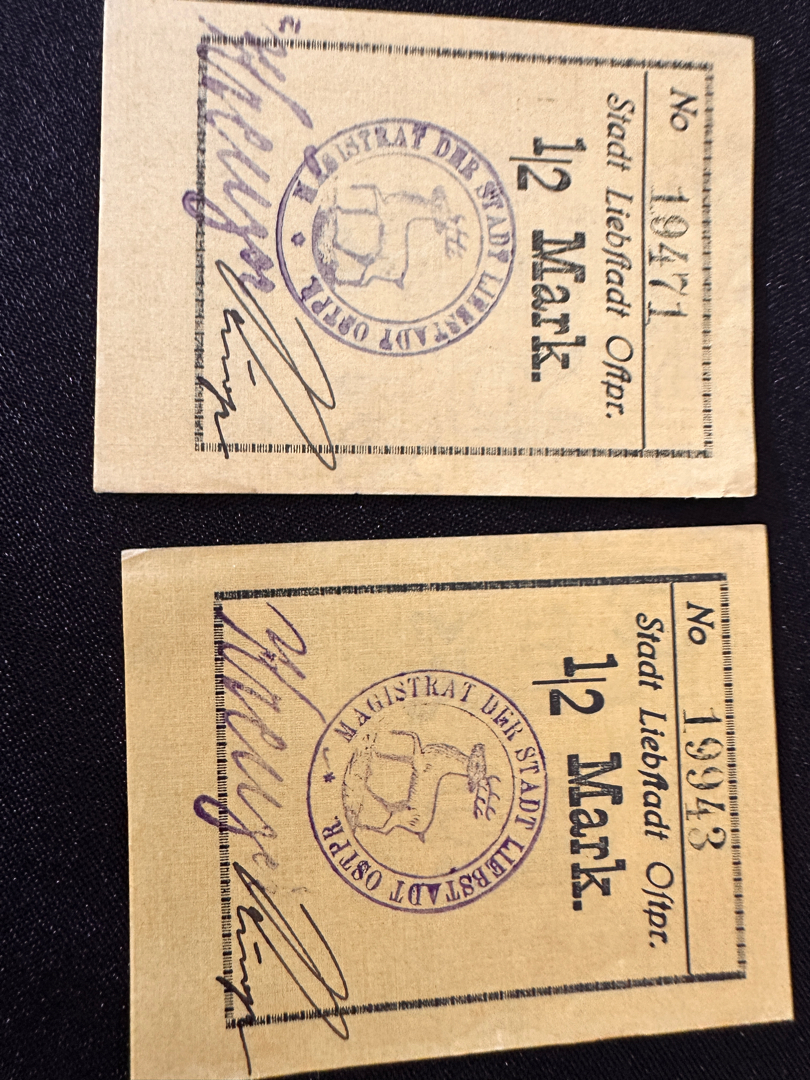 No 19471
Stadt Liebſtadt Oſtpr.
1/2 Mark.
MAGISTRAT DER STADT LIEBSTADT OSTPR. *
No 19943
Stadt Liebſtadt Oſtpr.
1/2 Mark.
MAGISTRAT DER STADT LIEBSTADT OSTPR. *